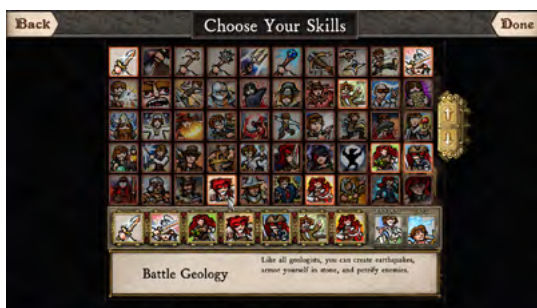 Back
Choose Your Skills
Done
Battle Geology
Like all geologists, you can create earthquakes,
armor yourself in stone, and petrify enemies.